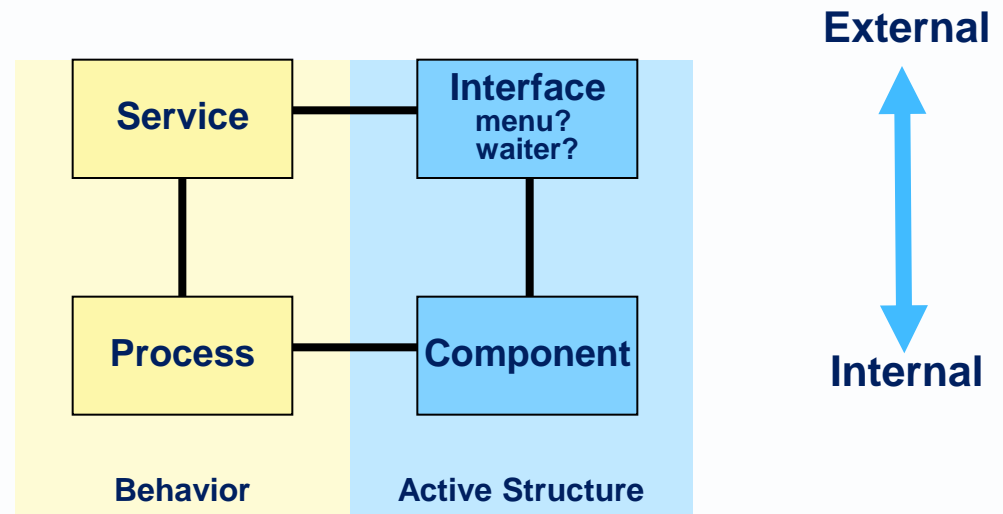 External
Service
Interface
menu?
waiter?
Process
Component
Internal
Behavior
Active Structure